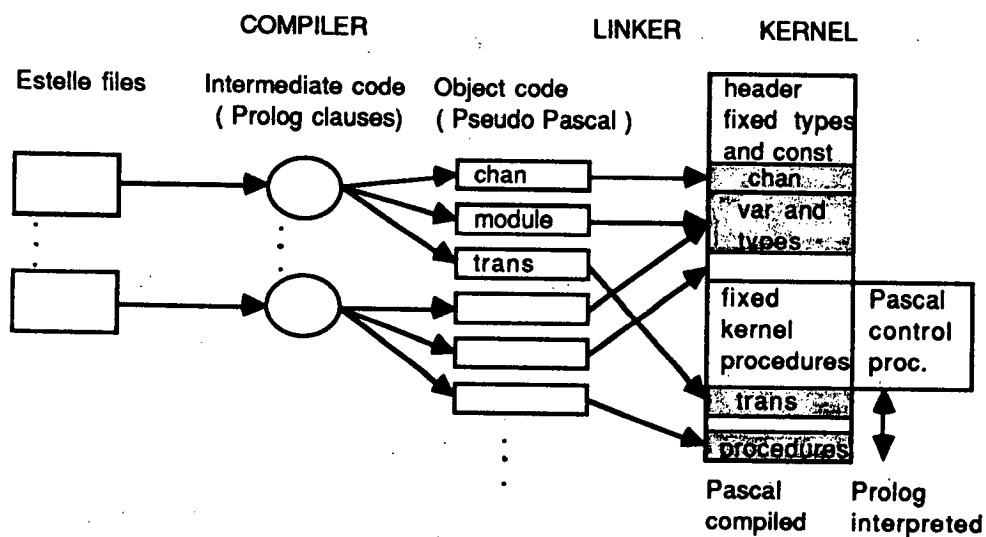 COMPILER
LINKER
KERNEL
Estelle files
Intermediate code
( Prolog clauses)
Object code
( Pseudo Pascal )
header
fixed types
and const
chan
var and
types
fixed
kernel
procedures
trans
procedures
Pascal
control
proc.
chan
module
trans
Pascal
compiled
Prolog
interpreted